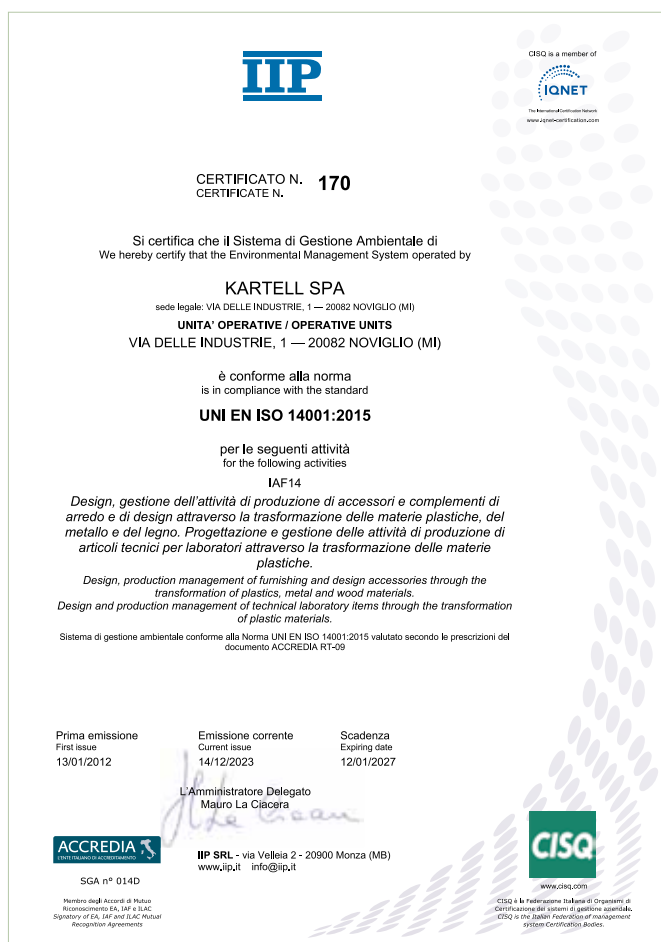 IIP
CISQ is a member of
IQNET
The International Certification Network
www.iqnet-certification.com
CERTIFICATO N. 170
CERTIFICATE N.
Si certifica che il Sistema di Gestione Ambientale di
We hereby certify that the Environmental Management System operated by
KARTELL SPA
sede legale: VIA DELLE INDUSTRIE, 1 — 20082 NOVIGLIO (MI)
UNITA' OPERATIVE / OPERATIVE UNITS
VIA DELLE INDUSTRIE, 1 — 20082 NOVIGLIO (MI)
è conforme alla norma
is in compliance with the standard
UNI EN ISO 14001:2015
per le seguenti attività
for the following activities
IAF14
Design, gestione dell'attività di produzione di accessori e complementi di
arredo e di design attraverso la trasformazione delle materie plastiche, del
metallo e del legno. Progettazione e gestione delle attività di produzione di
articoli tecnici per laboratori attraverso la trasformazione delle materie
plastiche.
Design, production management of furnishing and design accessories through the
transformation of plastics, metal and wood materials.
Design and production management of technical laboratory items through the transformation
of plastic materials.
Sistema di gestione ambientale conforme alla Norma UNI EN ISO 14001:2015 valutato secondo le prescrizioni del
documento ACCREDIA RT-09
Prima emissione
First issue
13/01/2012
Emissione corrente
Current issue
14/12/2023
Scadenza
Expiring date
12/01/2027
L'Amministratore Delegato
Mauro La Ciacera
ACCREDIA
L'ENTE ITALIANO DI ACCREDITAMENTO
SGA n° 014D
Membro degli Accordi di Mutuo
Riconoscimento EA, IAF e ILAC
Signatory of EA, IAF and ILAC Mutual
Recognition Agreements
IIP SRL - via Velleia 2 - 20900 Monza (MB)
www.iip.it info@iip.it
CISQ
www.cisq.com
CISQ è la Federazione Italiana di Organismi di
Certificazione dei sistemi di gestione aziendale.
CISQ is the Italian Federation of management
system Certification Bodies.